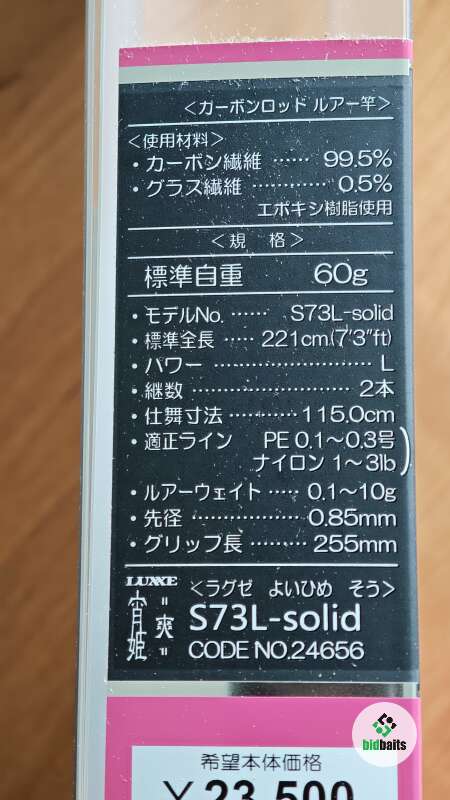 ＜カーボンロッド ルアー竿＞
＜使用材料＞
・カーボン繊維 …… 99.5%
・グラス繊維 ………… 0.5%
エポキシ樹脂使用
＜規 格＞
標準自重 60g
・モデルNo. …… S73L-solid
・標準全長 …… 221cm(7'3"ft)
・パワー ………………… L
・継数 ………………… 2本
・仕舞寸法 ……… 115.0cm
・適正ライン PE 0.1～0.3号
ナイロン 1～3lb
・ルアーウェイト …… 0.1～10g
・先径 ………… 0.85mm
・グリップ長 ……… 255mm
LUXXE
宵姫
"爽"
＜ラグゼ よいひめ そう＞
S73L-solid
CODE NO.24656
希望本体価格
¥23,500
bidbaits